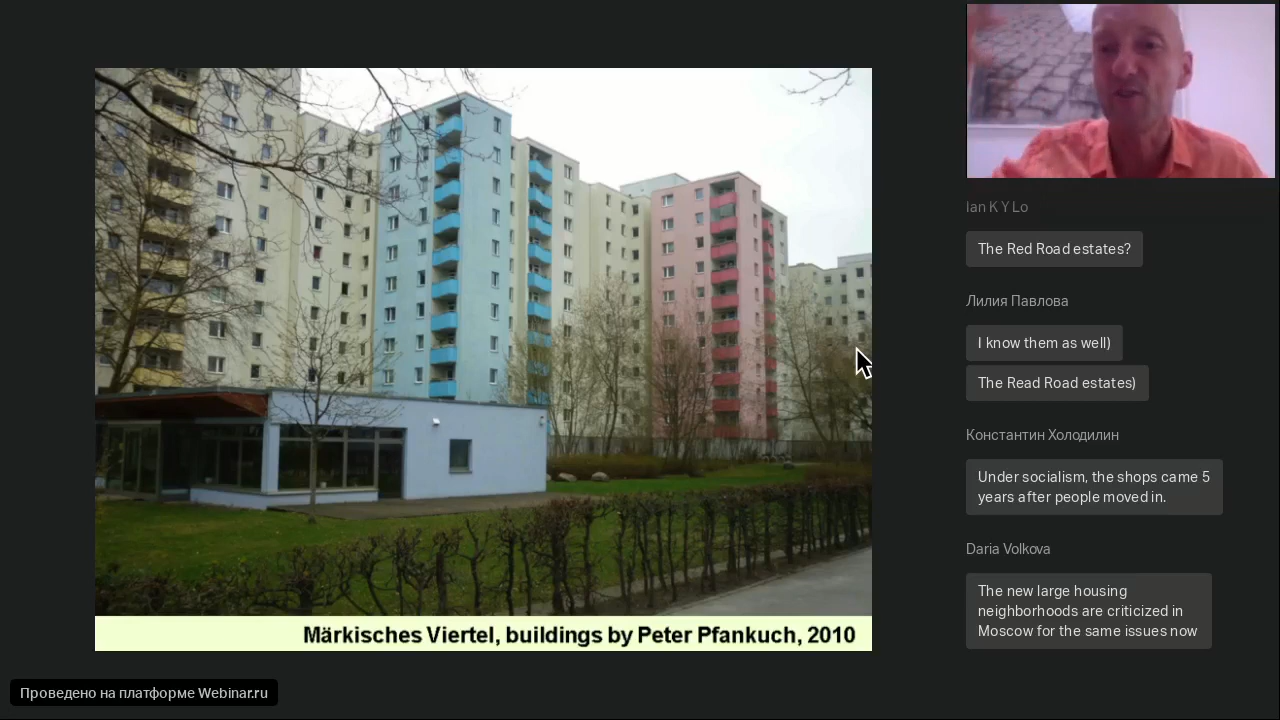 Märkisches Viertel, buildings by Peter Pfankuch, 2010
Ian K Y Lo
The Red Road estates?
Лилия Павлова
I know them as well)
The Read Road estates)
Константин Холодилин
Under socialism, the shops came 5
years after people moved in.
Daria Volkova
The new large housing
neighborhoods are criticized in
Moscow for the same issues now
Проведено на платформе Webinar.ru